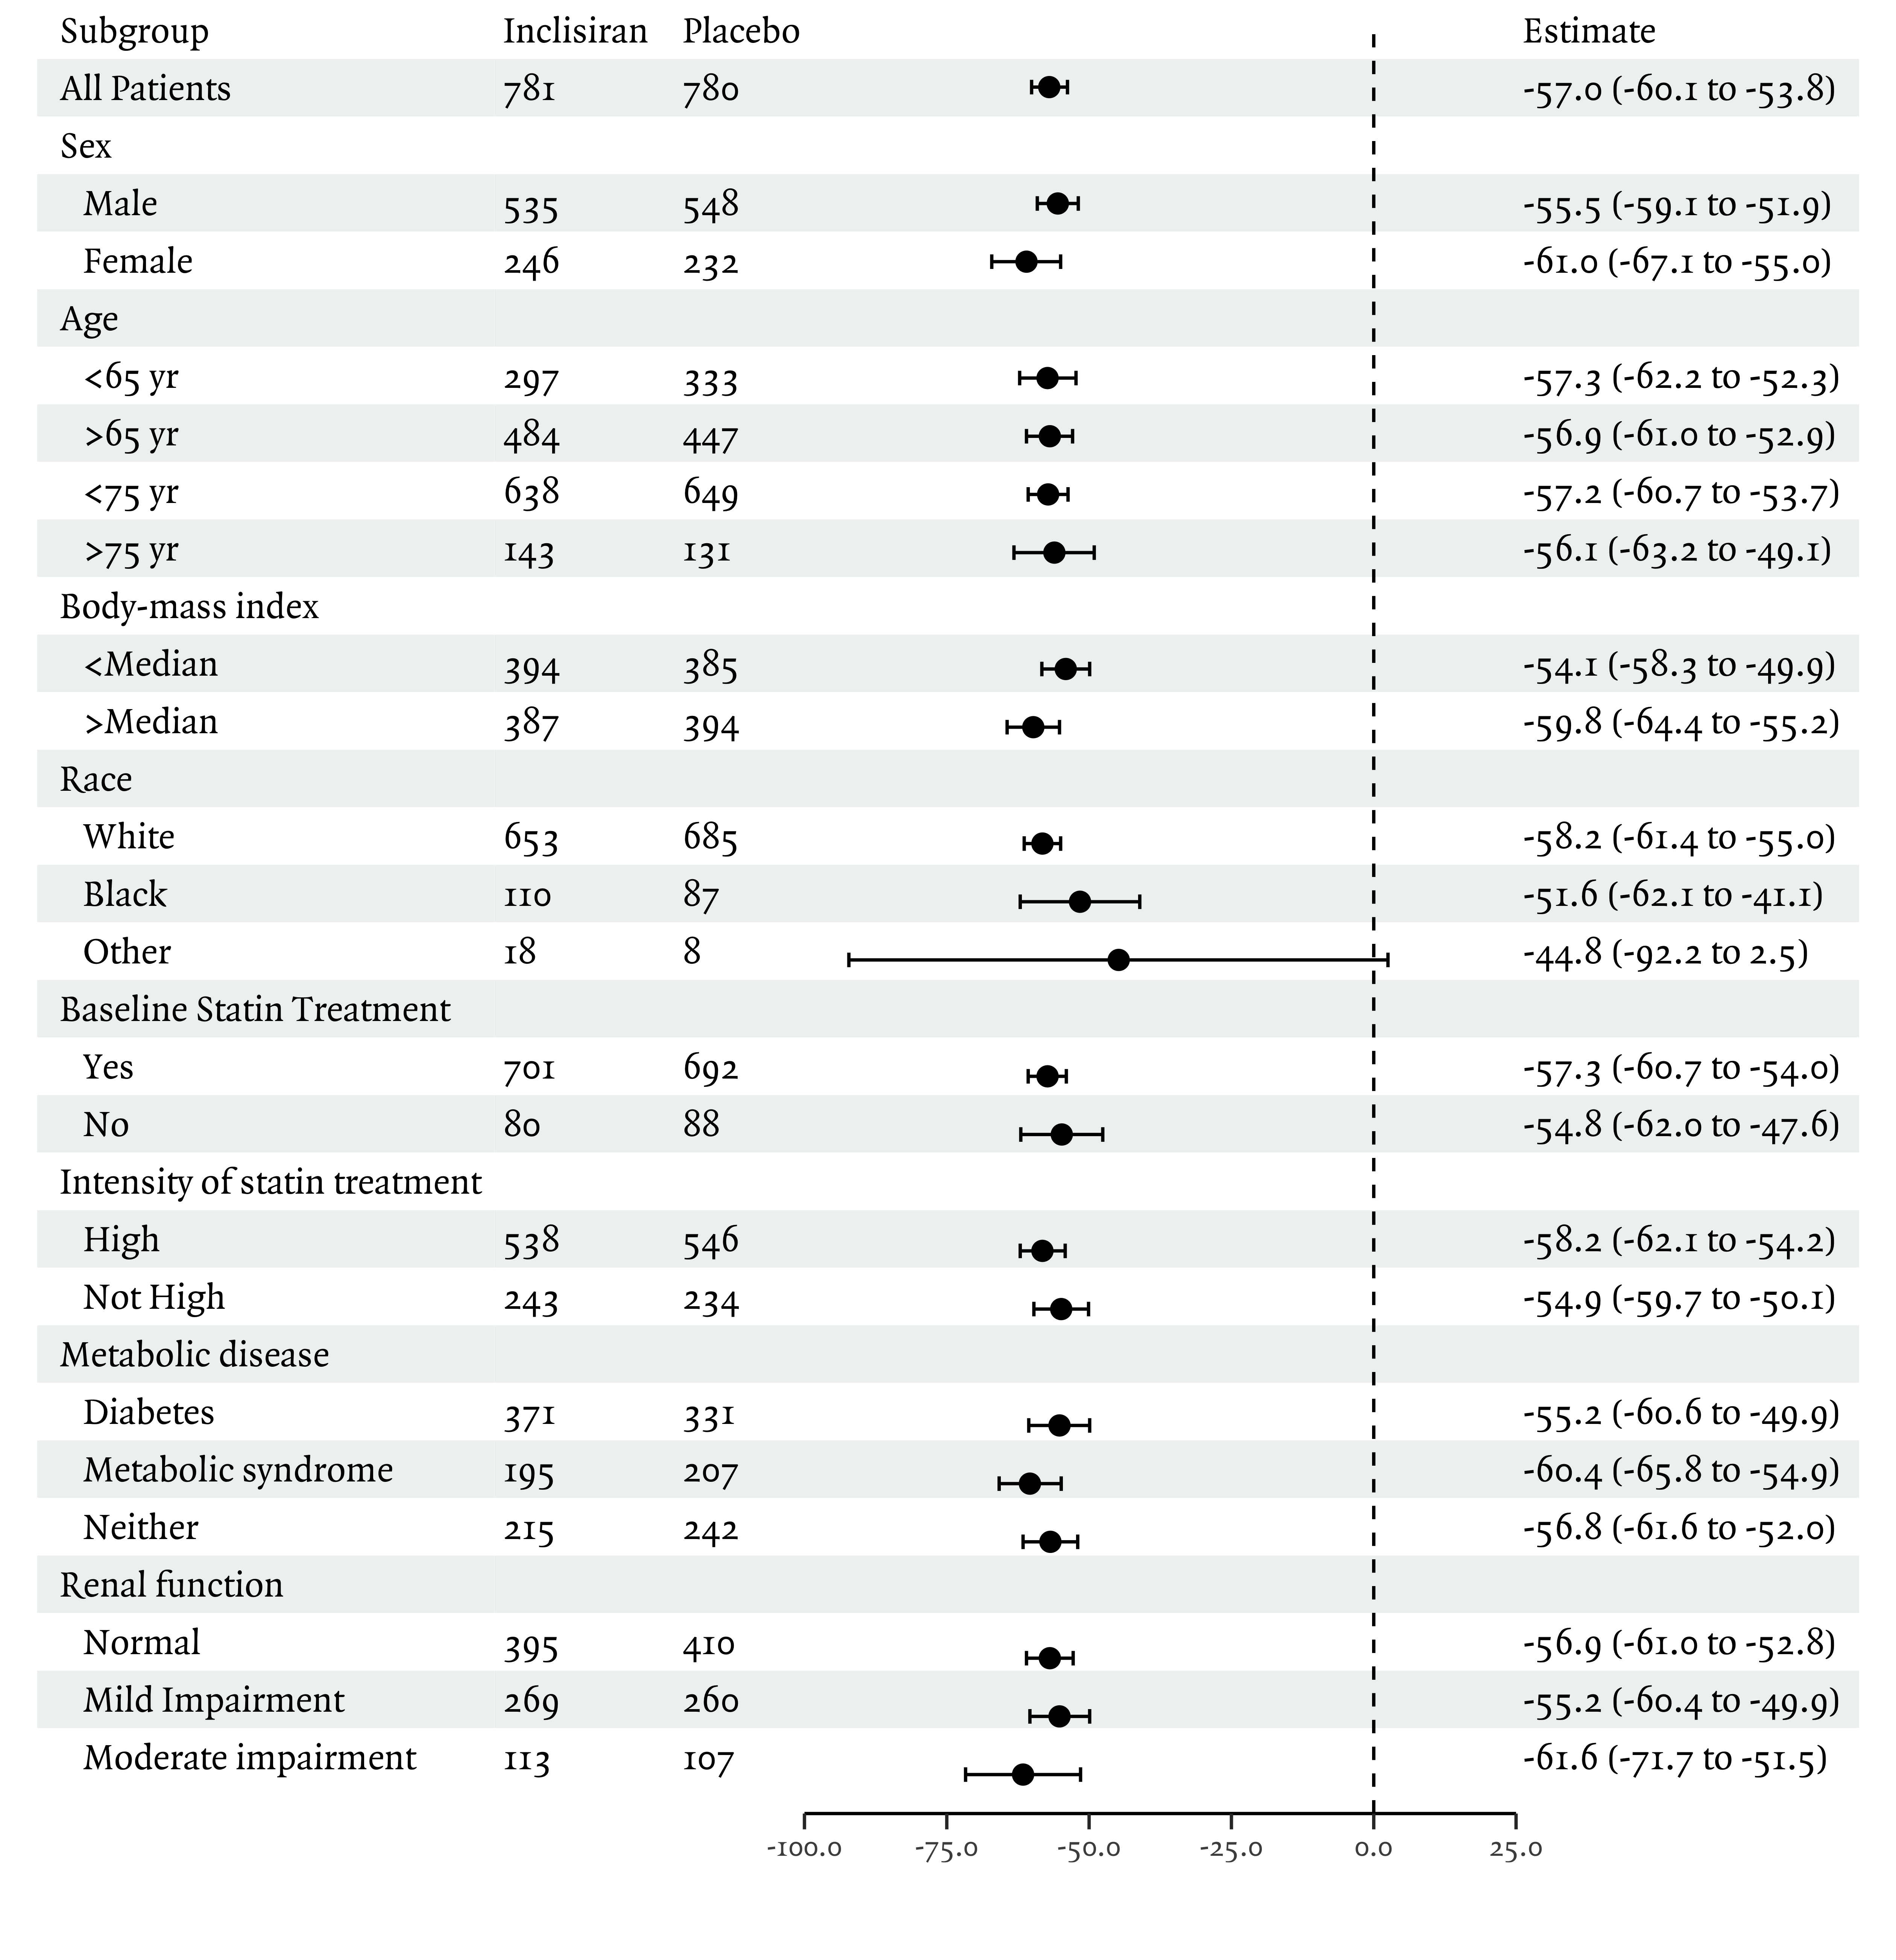 Subgroup Inclisiran Placebo Estimate
All Patients 781 780 -57.0 (-60.1 to -53.8)
Sex
Male 535 548 -55.5 (-59.1 to -51.9)
Female 246 232 -61.0 (-67.1 to -55.0)
Age
<65 yr 297 333 -57.3 (-62.2 to -52.3)
>65 yr 484 447 -56.9 (-61.0 to -52.9)
<75 yr 638 649 -57.2 (-60.7 to -53.7)
>75 yr 143 131 -56.1 (-63.2 to -49.1)
Body-mass index
<Median 394 385 -54.1 (-58.3 to -49.9)
>Median 387 394 -59.8 (-64.4 to -55.2)
Race
White 653 685 -58.2 (-61.4 to -55.0)
Black 110 87 -51.6 (-62.1 to -41.1)
Other 18 8 -44.8 (-92.2 to 2.5)
Baseline Statin Treatment
Yes 701 692 -57.3 (-60.7 to -54.0)
No 80 88 -54.8 (-62.0 to -47.6)
Intensity of statin treatment
High 538 546 -58.2 (-62.1 to -54.2)
Not High 243 234 -54.9 (-59.7 to -50.1)
Metabolic disease
Diabetes 371 331 -55.2 (-60.6 to -49.9)
Metabolic syndrome 195 207 -60.4 (-65.8 to -54.9)
Neither 215 242 -56.8 (-61.6 to -52.0)
Renal function
Normal 395 410 -56.9 (-61.0 to -52.8)
Mild Impairment 269 260 -55.2 (-60.4 to -49.9)
Moderate impairment 113 107 -61.6 (-71.7 to -51.5)
-100.0 -75.0 -50.0 -25.0 0.0 25.0